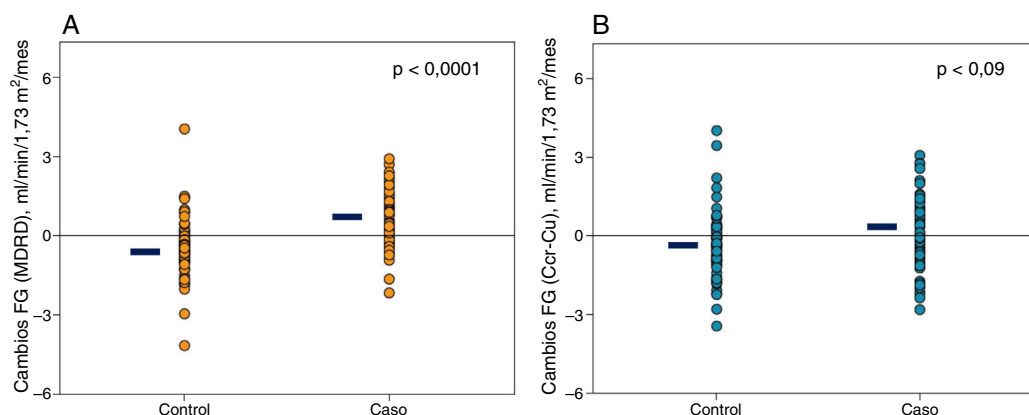 A
Cambios FG (MDRD), ml/min/1,73 m²/mes
6
3
0
–3
–6
p < 0,0001
Control
Caso
B
Cambios FG (Ccr-Cu), ml/min/1,73 m²/mes
6
3
0
–3
–6
p < 0,09
Control
Caso